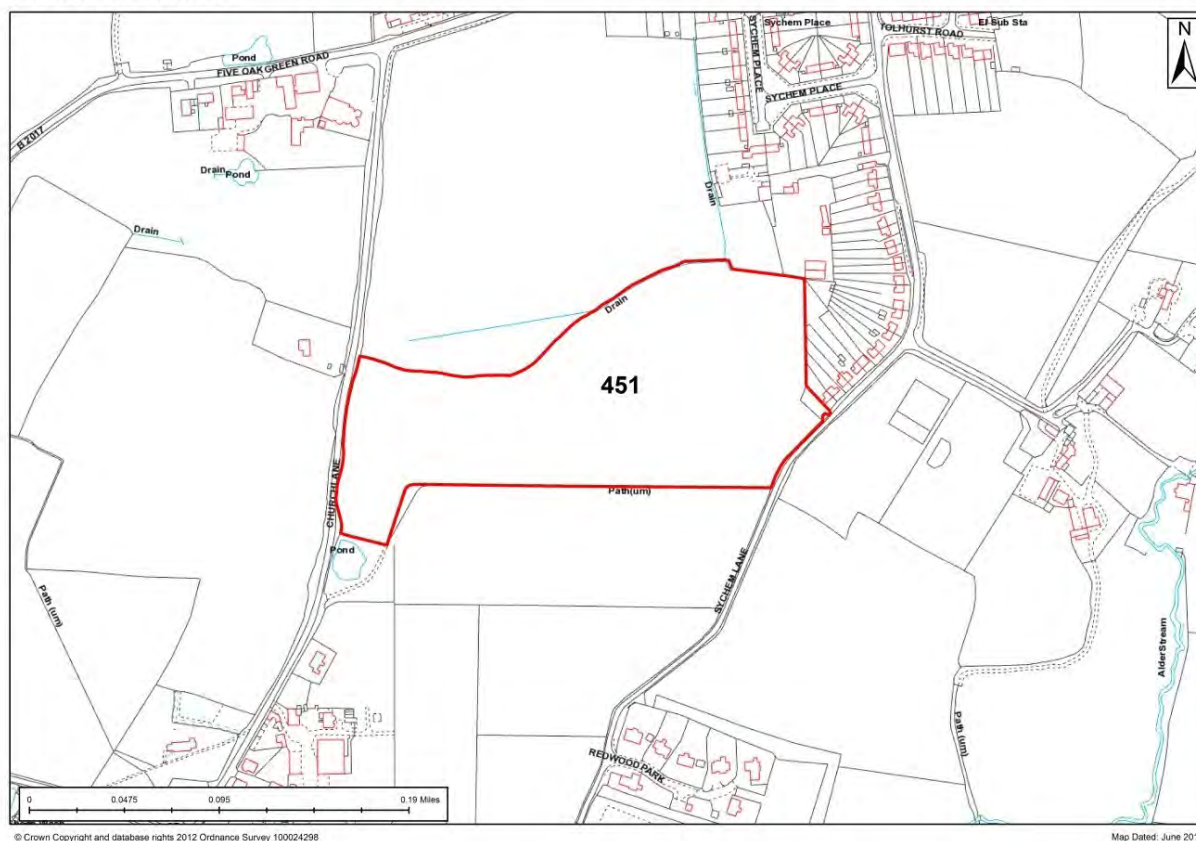 N
Sychem Place
El Sub Sta
TOLHURST ROAD
SYCHEM PLACE
Pond
FIVE OAK GREEN ROAD
SYCHEM PLACE
B 2017
Drain
Pond
Drain
Drain
Drain
451
CHURCH LANE
Path(um)
Pond
SYCHEM LANE
Path (um)
Alder Stream
Path (um)
REDWOOD PARK
0 0.0475 0.095 0.19 Miles
© Crown Copyright and database rights 2012 Ordnance Survey 100024298
Map Dated: June 201